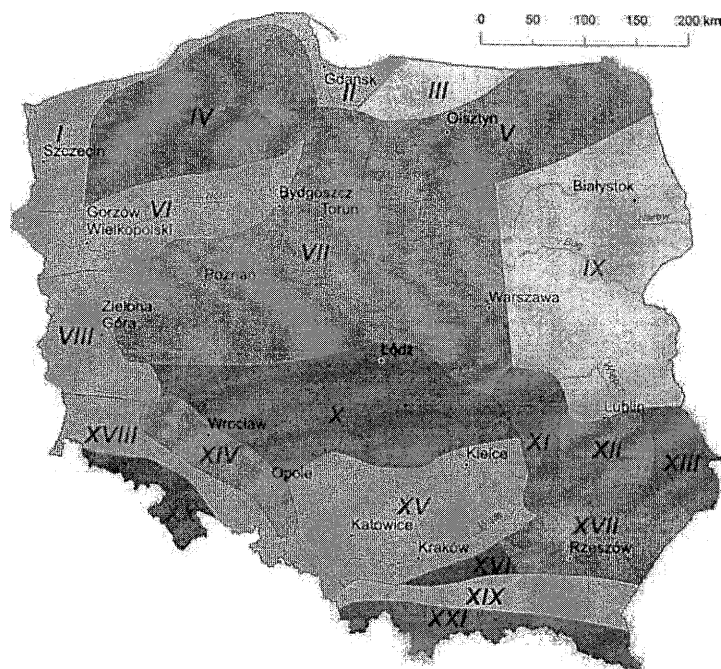 0 50 100 150 200 km
Gdańsk
II
III
I
Szczecin
IV
Olsztyn
V
Białystok
Bydgoszcz
Toruń
Gorzów
Wielkopolski
VI
Narew
Bug
VII
IX
Poznań
Warszawa
Zielona
Góra
VIII
Łódź
Lublin
X
Wrocław
XVIII
XIV
XI
XII
XIII
Kielce
Opole
XV
XVII
Katowice
Kraków
Rzeszów
XVI
XIX
XXI